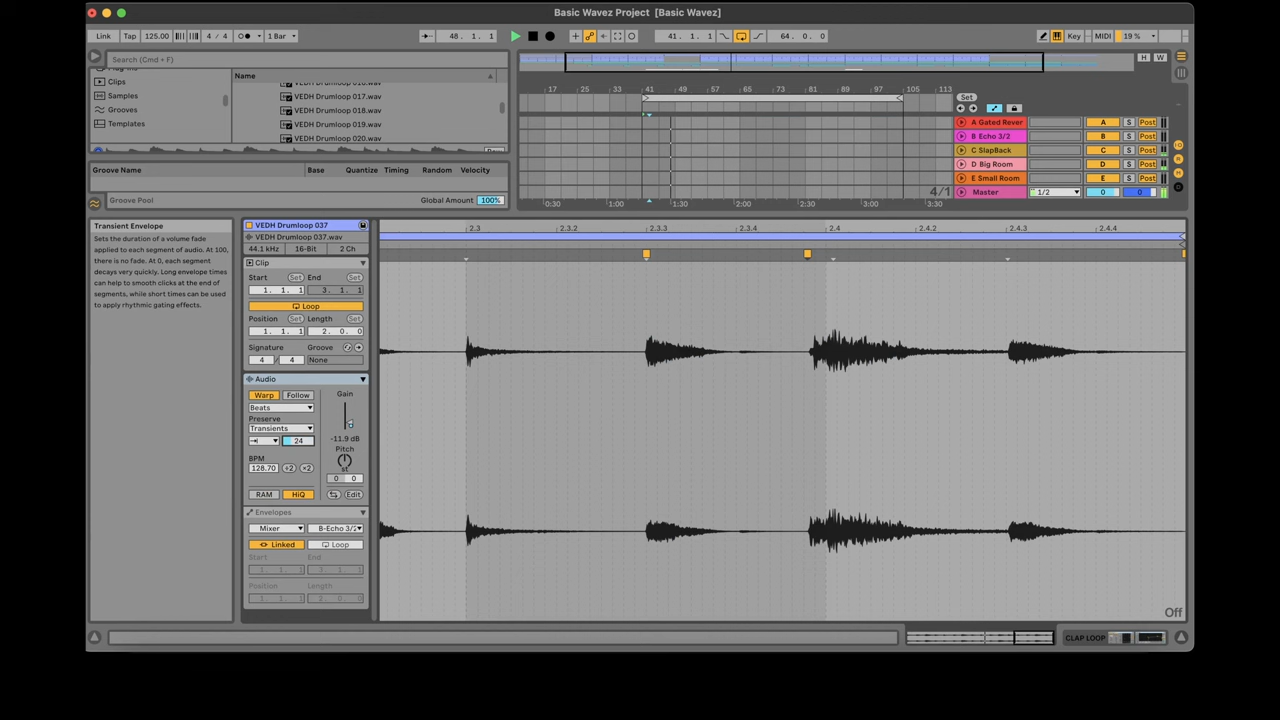 Basic Wavez Project [Basic Wavez]
Link Tap 125.00 4 / 4 1 Bar 48. 1. 1 41. 1. 1 64. 0. 0 Key MIDI 19 %
Search (Cmd + F)
Clips
Samples
Grooves
Templates
Name
VEDH Drumloop 017.wav
VEDH Drumloop 018.wav
VEDH Drumloop 019.wav
VEDH Drumloop 020.wav
Groove Name Base Quantize Timing Random Velocity
Groove Pool Global Amount 100%
H W
17 25 33 41 49 57 65 73 81 89 97 105 113
Set
A Gated Rever A S Post
B Echo 3/2 B S Post
C SlapBack C S Post
D Big Room D S Post
E Small Room E S Post
4/1
Master 1/2 0 0
0:30 1:00 1:30 2:00 2:30 3:00 3:30
Transient Envelope
Sets the duration of a volume fade
applied to each segment of audio. At 100,
there is no fade. At 0, each segment
decays very quickly. Long envelope times
can help to smooth clicks at the end of
segments, while short times can be used
to apply rhythmic gating effects.
VEDH Drumloop 037
VEDH Drumloop 037.wav
44.1 kHz 16-Bit 2 Ch
Clip
Start Set End Set
1. 1. 1 3. 1. 1
Loop
Position Set Length Set
1. 1. 1 2. 0. 0
Signature Groove
4 / 4 None
Audio
Warp Follow Gain
Beats
Preserve
Transients
24 -11.9 dB
Pitch
BPM st
128.70 ÷2 ×2 0 0
RAM HiQ Edit
Envelopes
Mixer B-Echo 3/2
Linked Loop
Start End
1. 1. 1 3. 1. 1
Position Length
1. 1. 1 2. 0. 0
2.3 2.3.2 2.3.3 2.3.4 2.4 2.4.3 2.4.4
Off
CLAP LOOP